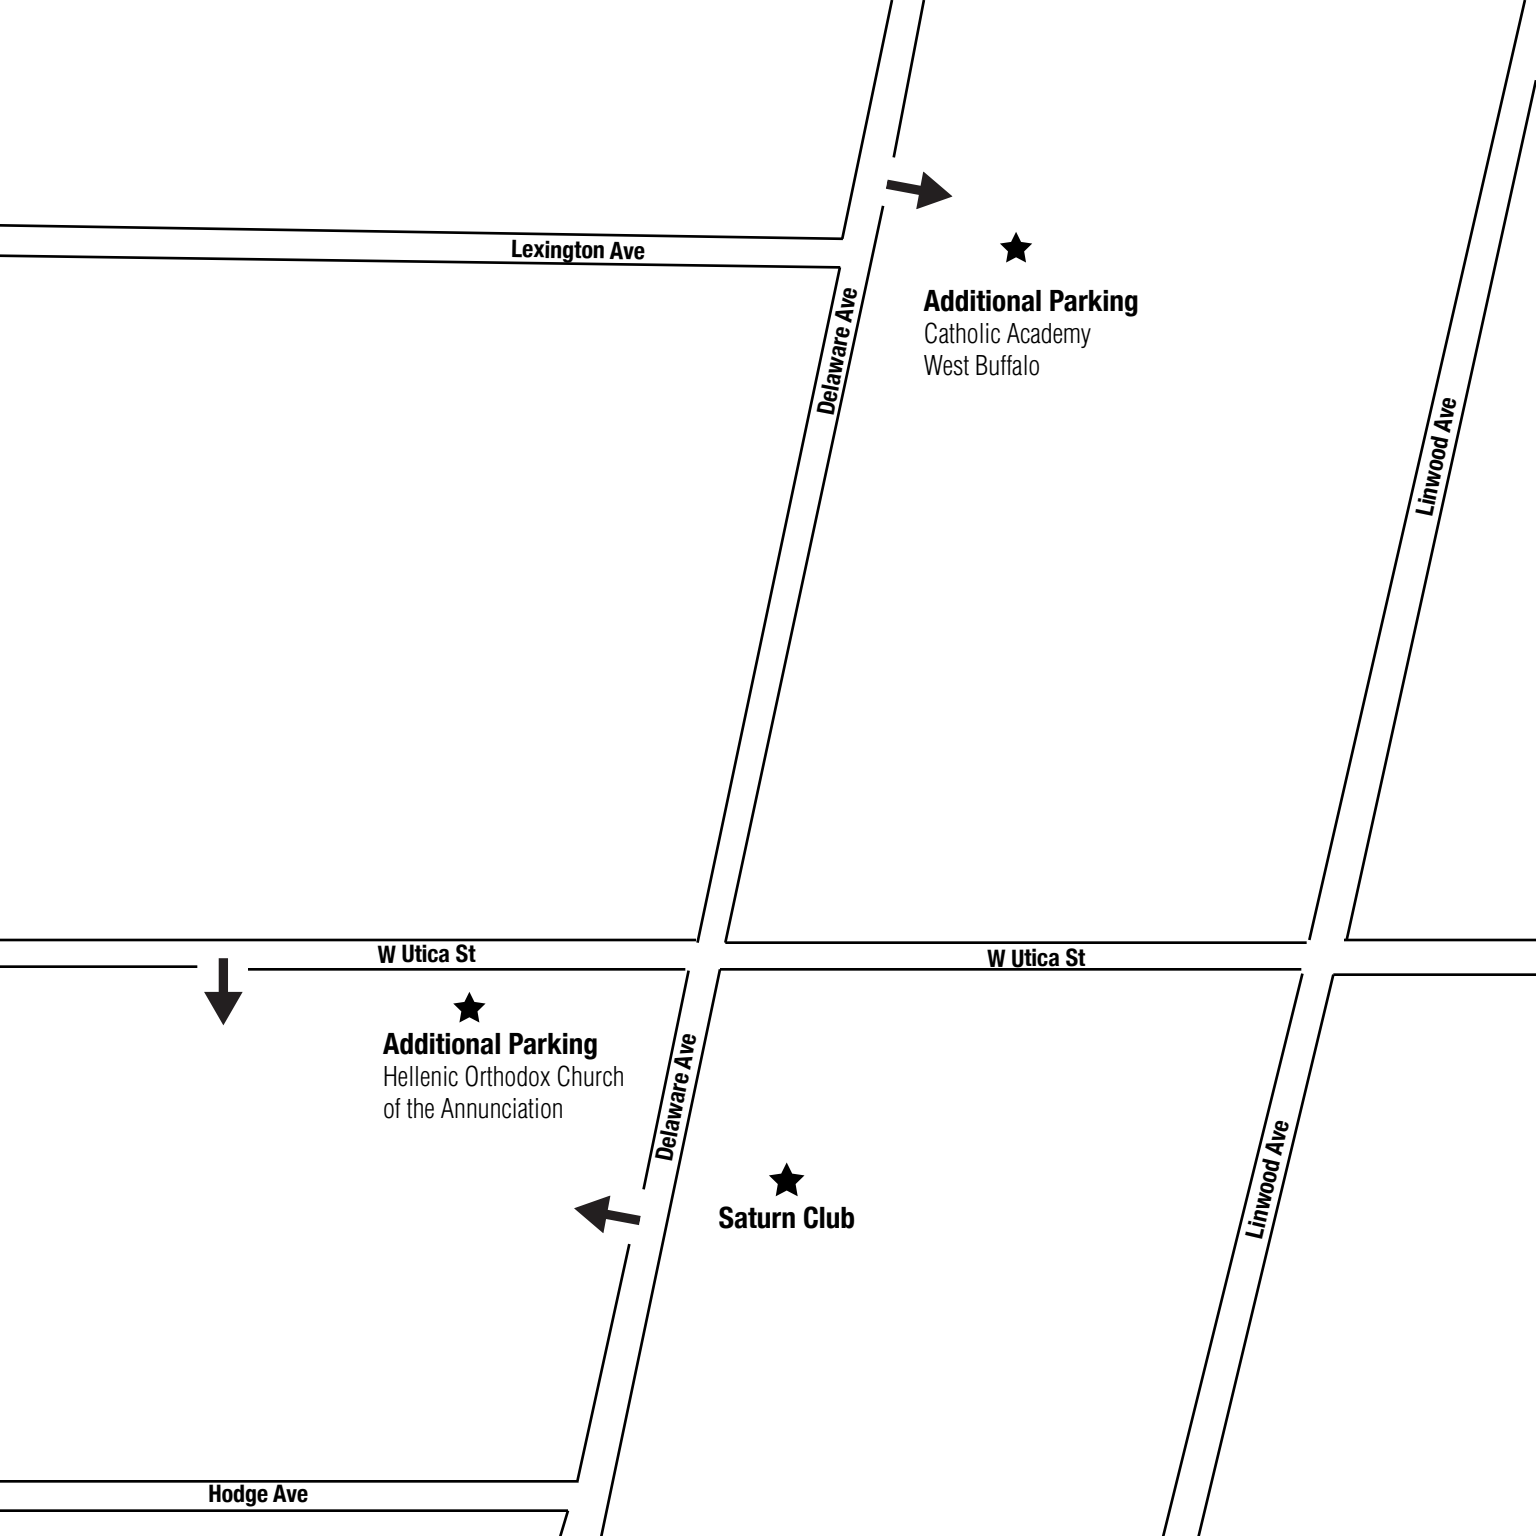 Lexington Ave
Additional Parking
Catholic Academy
West Buffalo
Delaware Ave
Linwood Ave
W Utica St
W Utica St
Additional Parking
Hellenic Orthodox Church
of the Annunciation
Delaware Ave
Saturn Club
Linwood Ave
Hodge Ave